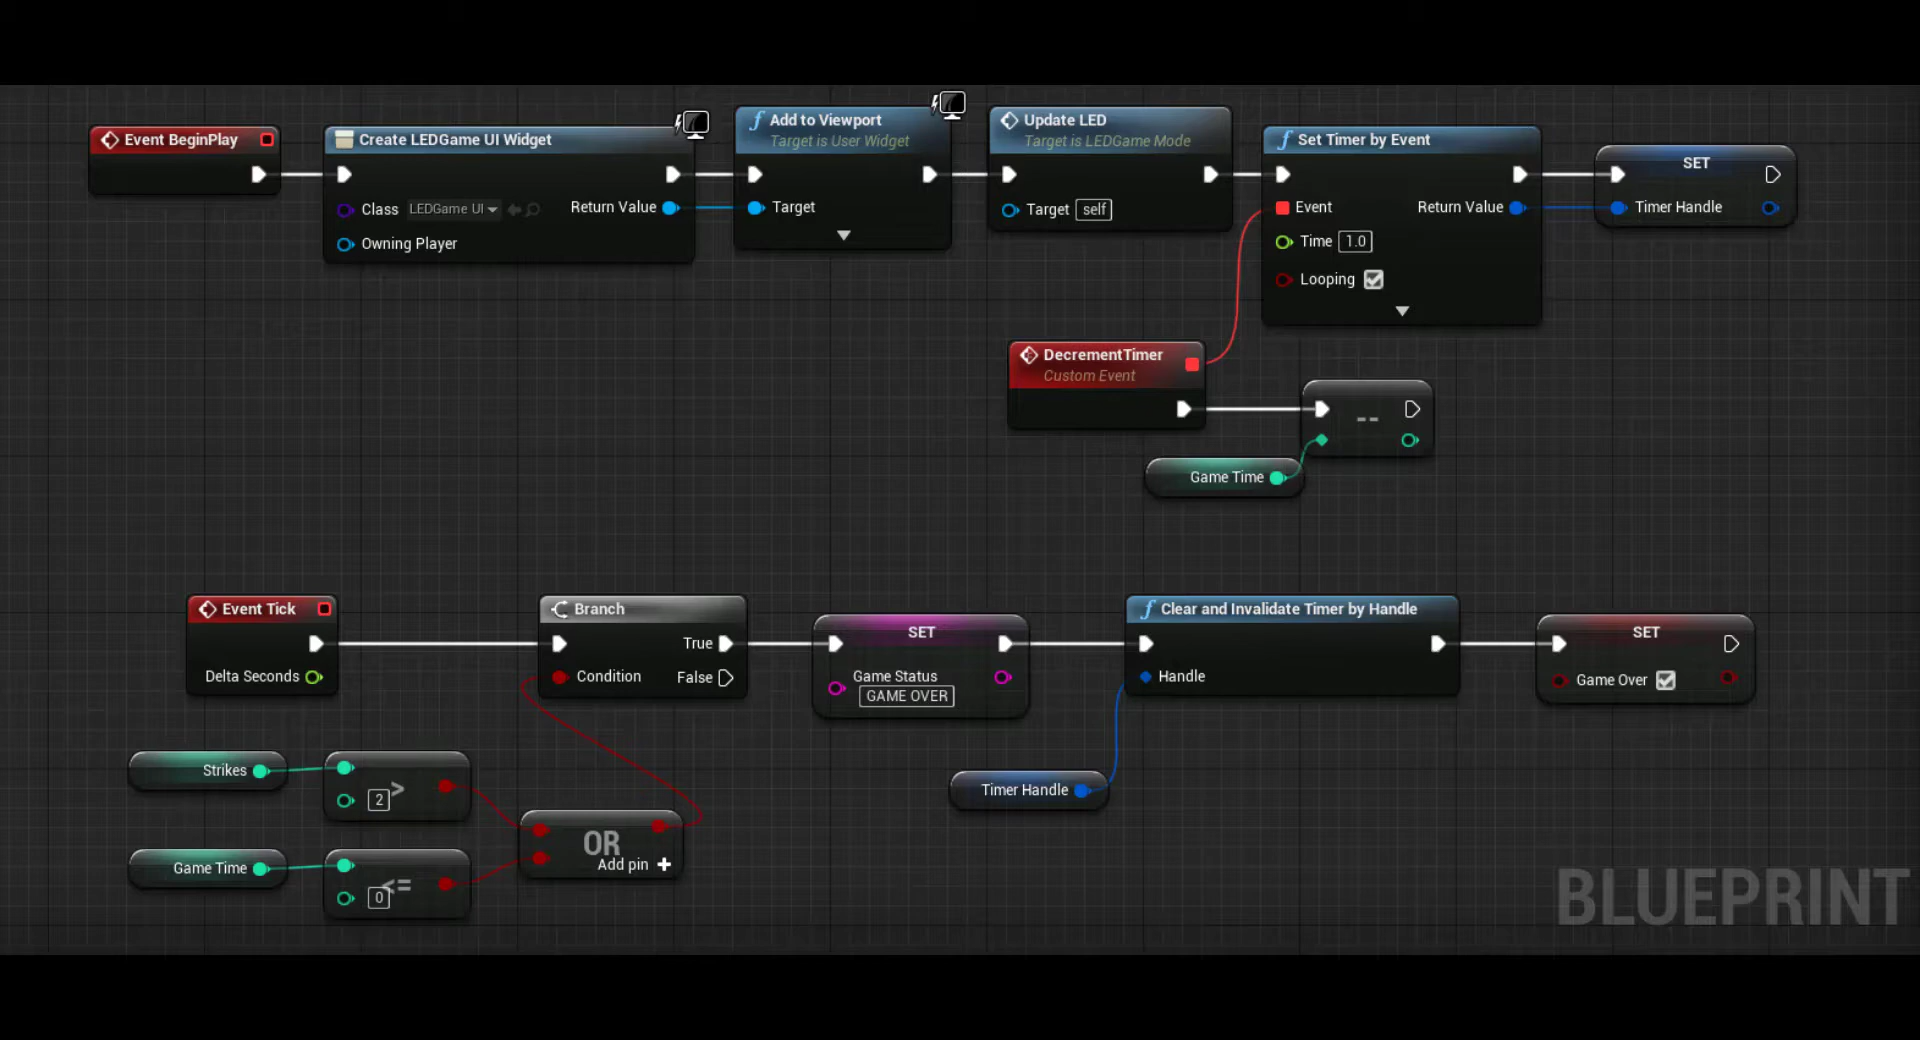 Event BeginPlay
Create LEDGame UI Widget
Class LEDGame UI
Return Value
Owning Player
Add to Viewport
Target is User Widget
Target
Update LED
Target is LEDGame Mode
Target self
Set Timer by Event
Event
Return Value
Time 1.0
Looping
SET
Timer Handle
DecrementTimer
Custom Event
--
Game Time
Event Tick
Delta Seconds
Branch
True
Condition
False
SET
Game Status
GAME OVER
Clear and Invalidate Timer by Handle
Handle
SET
Game Over
Strikes
>
2
Timer Handle
OR
Add pin +
Game Time
<=
0
BLUEPRINT